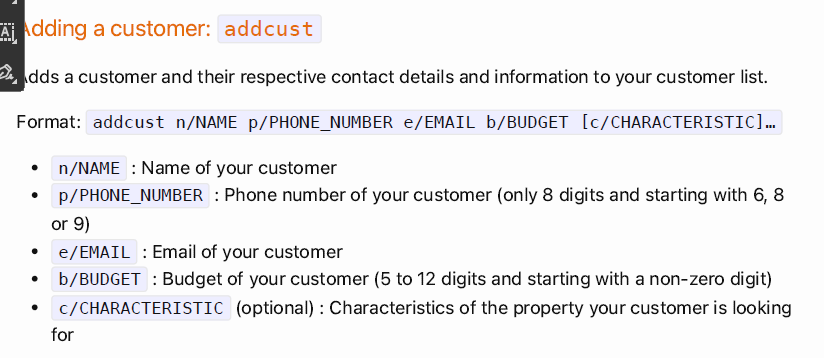 Adding a customer: addcust
Adds a customer and their respective contact details and information to your customer list.
Format: addcust n/NAME p/PHONE_NUMBER e/EMAIL b/BUDGET [c/CHARACTERISTIC]…
• n/NAME : Name of your customer
• p/PHONE_NUMBER : Phone number of your customer (only 8 digits and starting with 6, 8
or 9)
• e/EMAIL : Email of your customer
• b/BUDGET : Budget of your customer (5 to 12 digits and starting with a non-zero digit)
• c/CHARACTERISTIC (optional) : Characteristics of the property your customer is looking
for